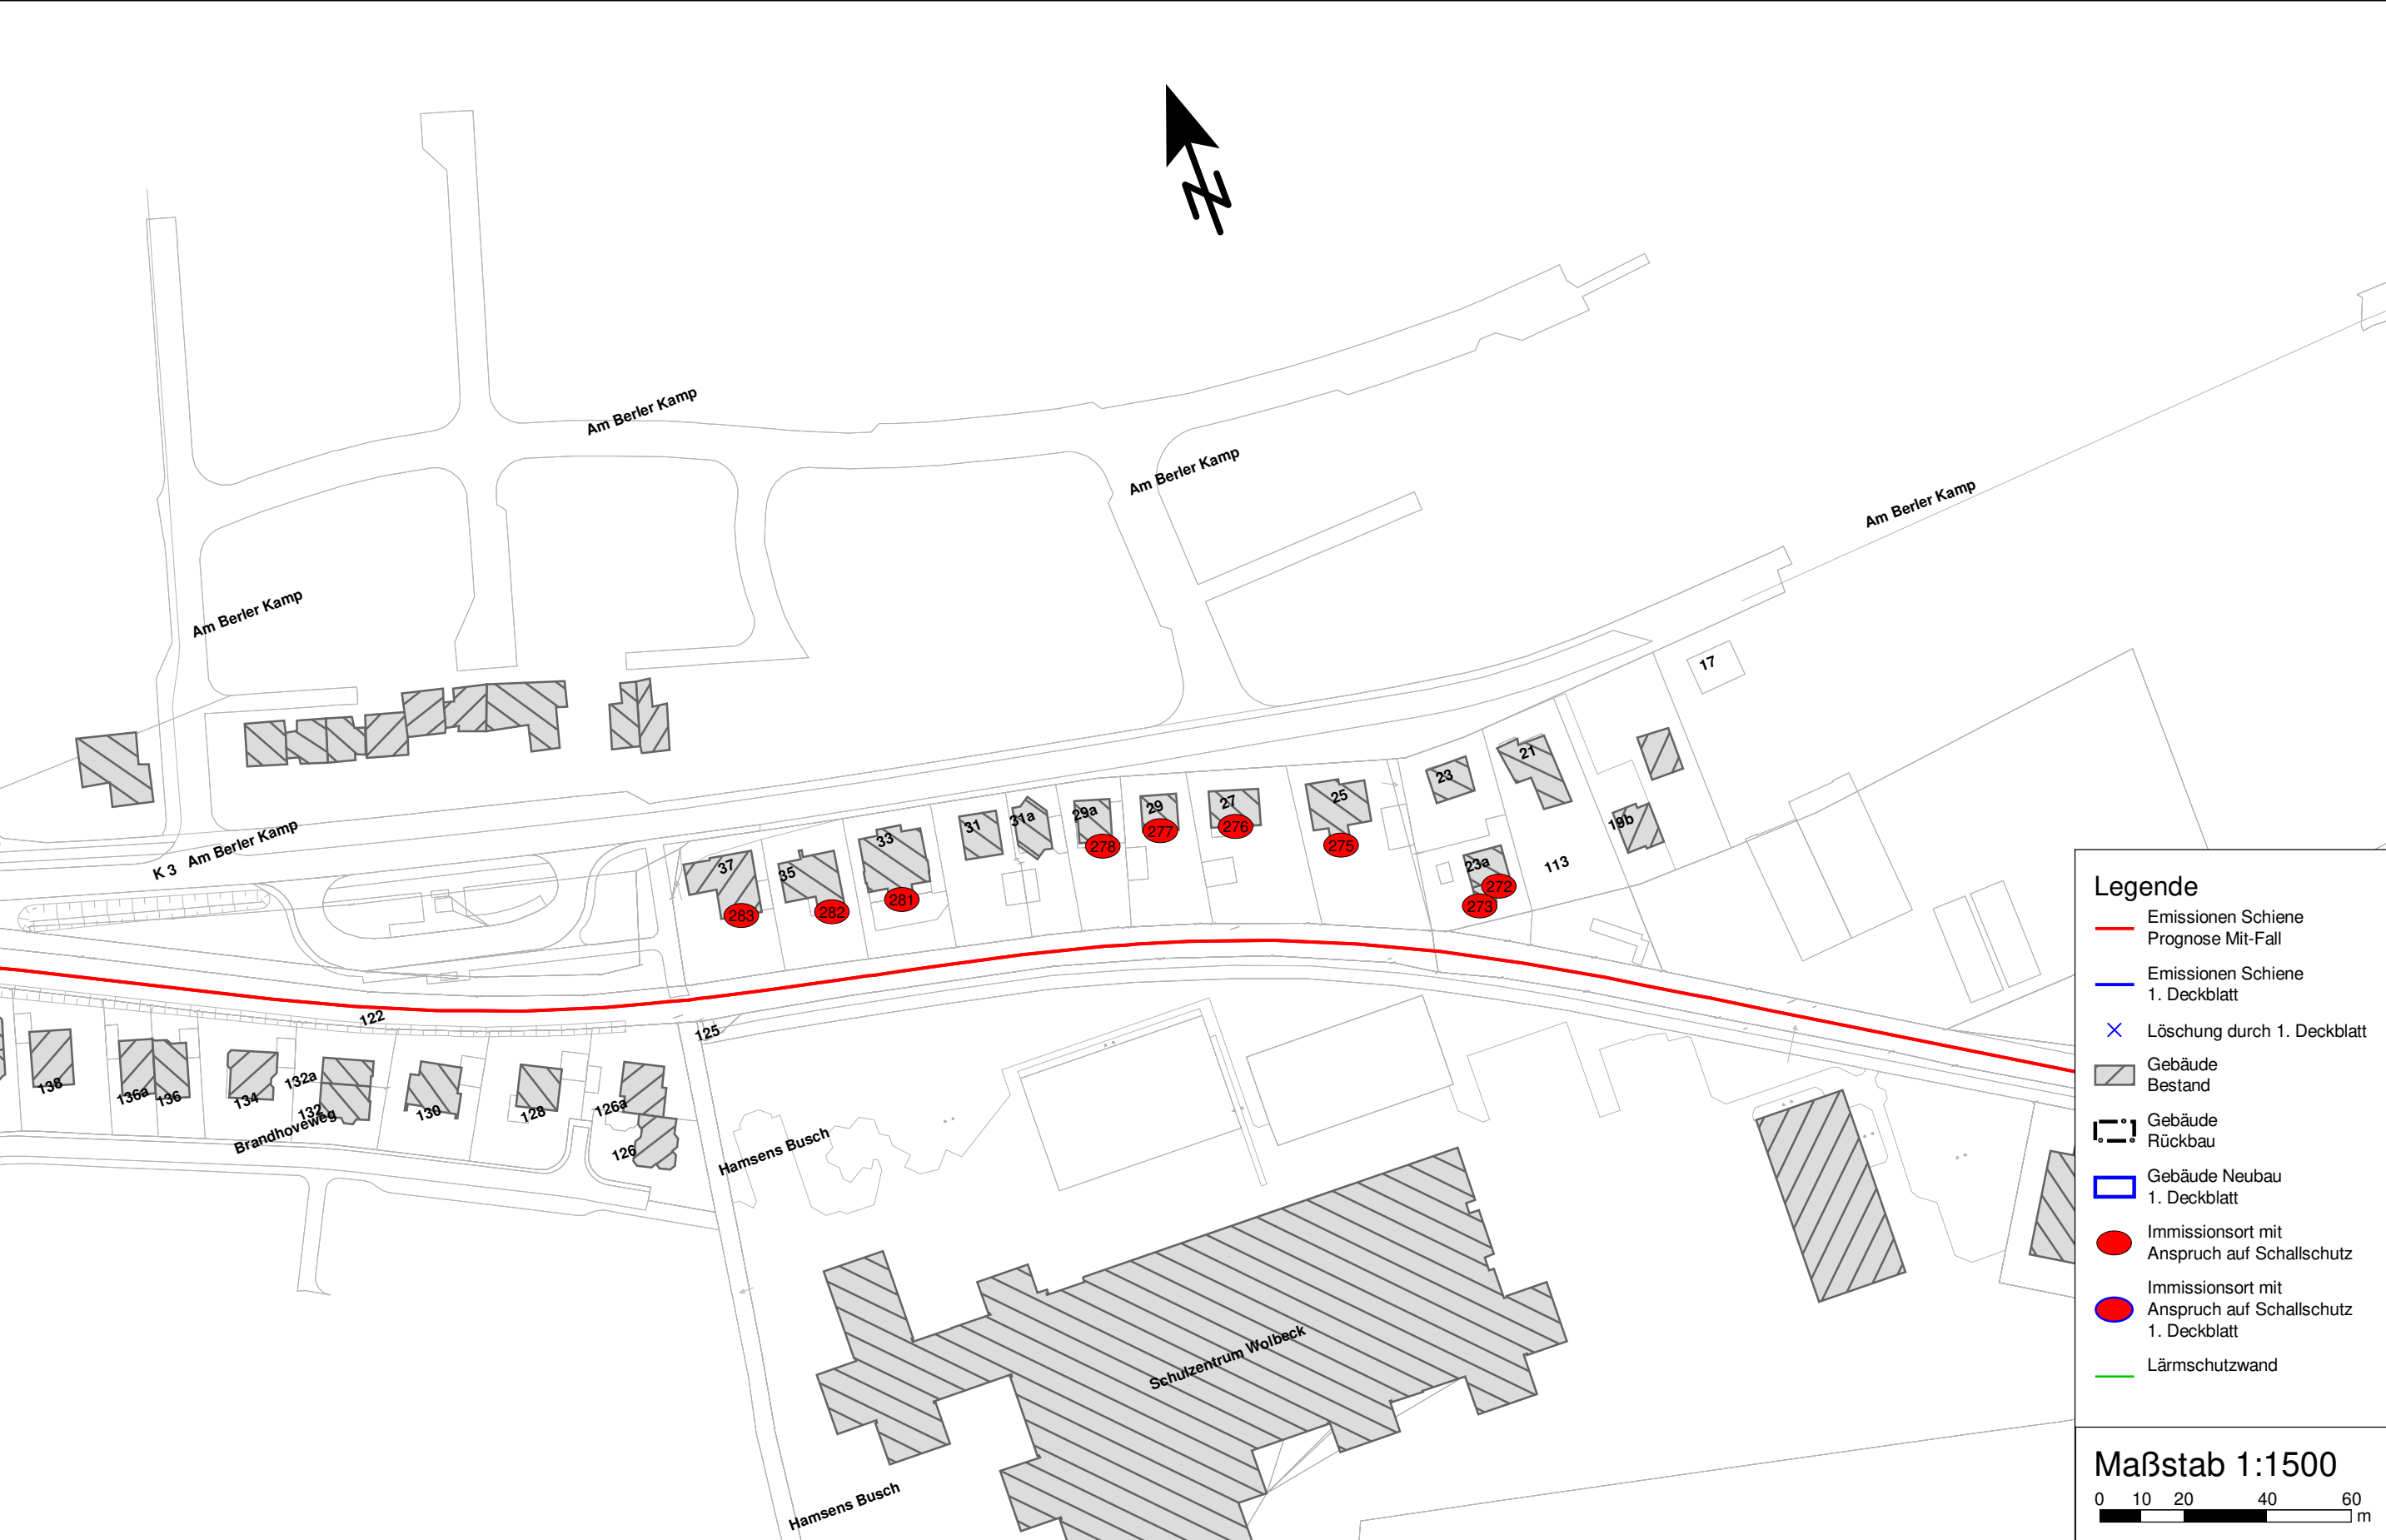 Am Berler Kamp
Am Berler Kamp
Am Berler Kamp
Am Berler Kamp
17
21
23
25
27
29
29a
31a
31
33
35
37
19b
23a
113
K 3 Am Berler Kamp
278
277
276
275
272
273
281
282
283
122
125
138
136a
136
134
132a
132
130
128
126a
126
Brandhoveweg
Hamsens Busch
Schulzentrum Wolbeck
Hamsens Busch
Legende
Emissionen Schiene
Prognose Mit-Fall
Emissionen Schiene
1. Deckblatt
Löschung durch 1. Deckblatt
Gebäude
Bestand
Gebäude
Rückbau
Gebäude Neubau
1. Deckblatt
Immissionsort mit
Anspruch auf Schallschutz
Immissionsort mit
Anspruch auf Schallschutz
1. Deckblatt
Lärmschutzwand
Maßstab 1:1500
0 10 20 40 60
m